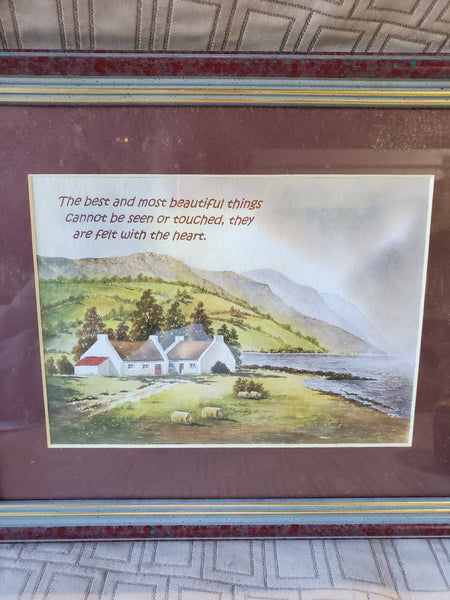 The best and most beautiful things
cannot be seen or touched, they
are felt with the heart.